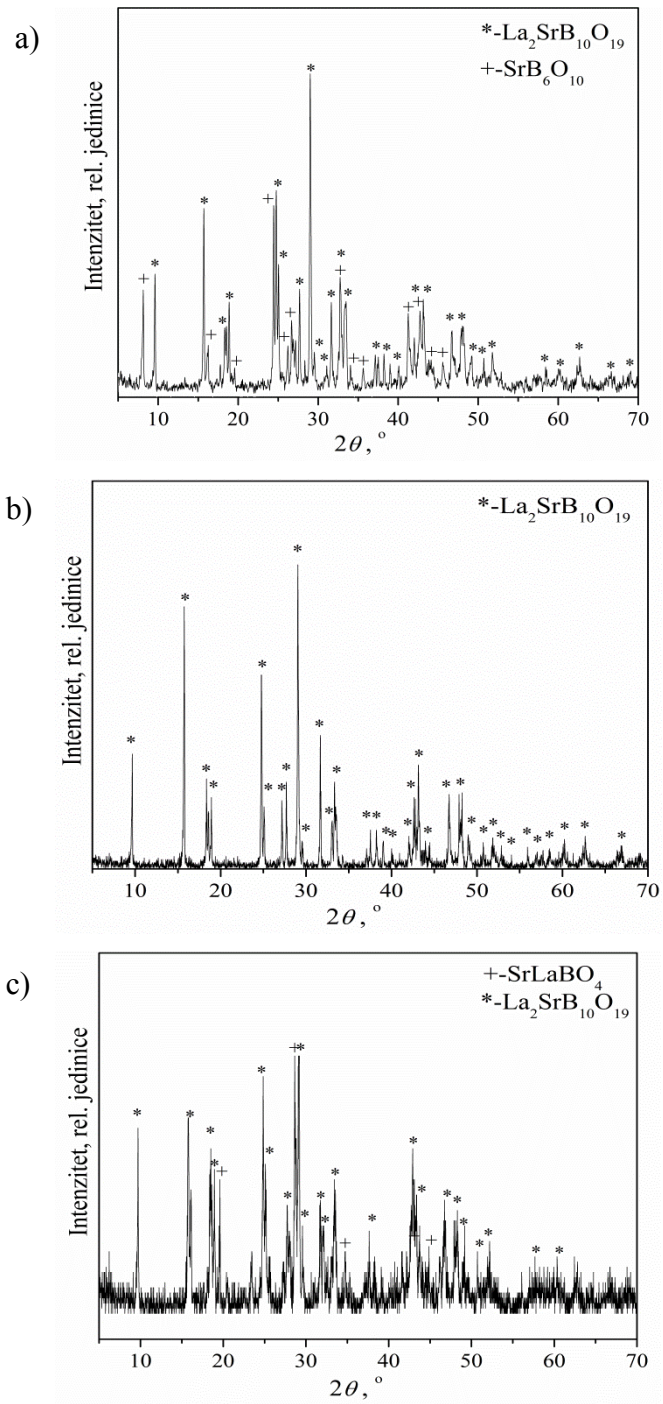 a)
*-La₂SrB₁₀O₁₉
+-SrB₆O₁₀
Intenzitet, rel. jedinice
10 20 30 40 50 60 70
2θ, °
b)
*-La₂SrB₁₀O₁₉
Intenzitet, rel. jedinice
10 20 30 40 50 60 70
2θ, °
c)
+-SrLaBO₄
*-La₂SrB₁₀O₁₉
Intenzitet, rel. jedinice
10 20 30 40 50 60 70
2θ, °